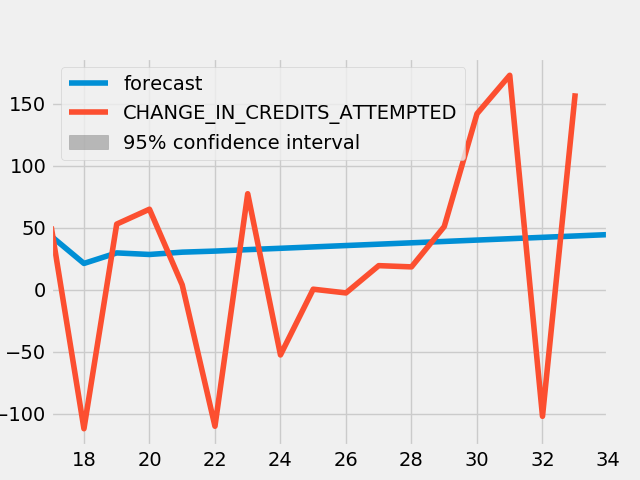 forecast
CHANGE_IN_CREDITS_ATTEMPTED
95% confidence interval
150
100
50
0
−50
−100
18 20 22 24 26 28 30 32 34